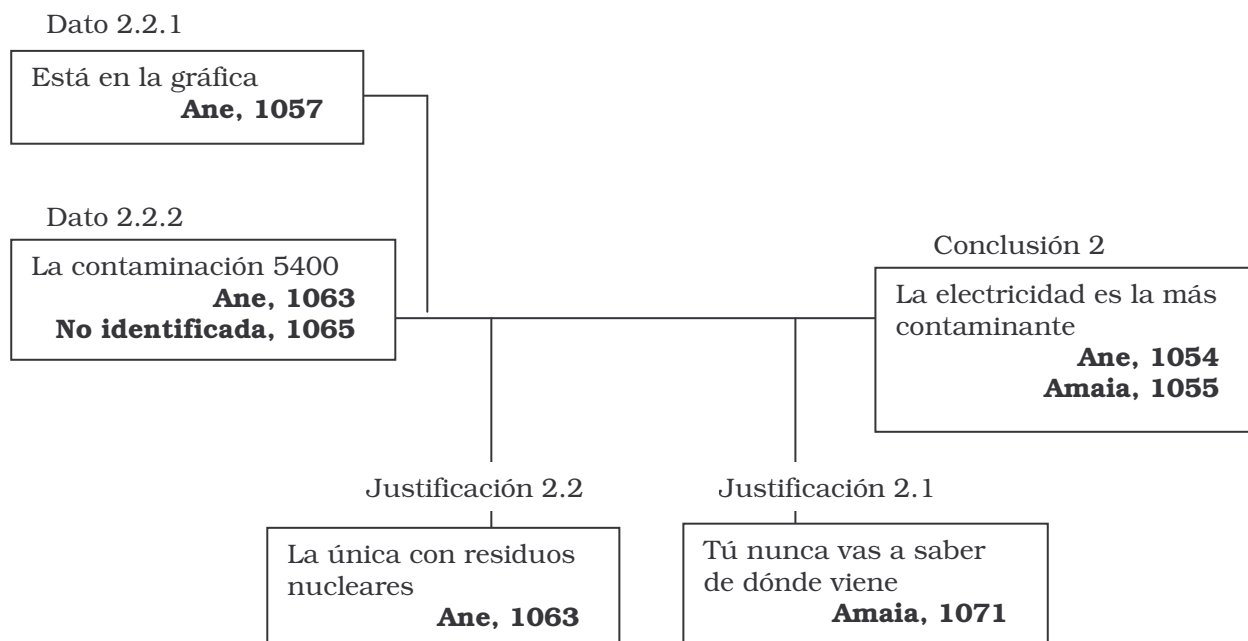 Dato 2.2.1
Está en la gráfica
Ane, 1057
Dato 2.2.2
La contaminación 5400
Ane, 1063
No identificada, 1065
Conclusión 2
La electricidad es la más
contaminante
Ane, 1054
Amaia, 1055
Justificación 2.2
La única con residuos
nucleares
Ane, 1063
Justificación 2.1
Tú nunca vas a saber
de dónde viene
Amaia, 1071